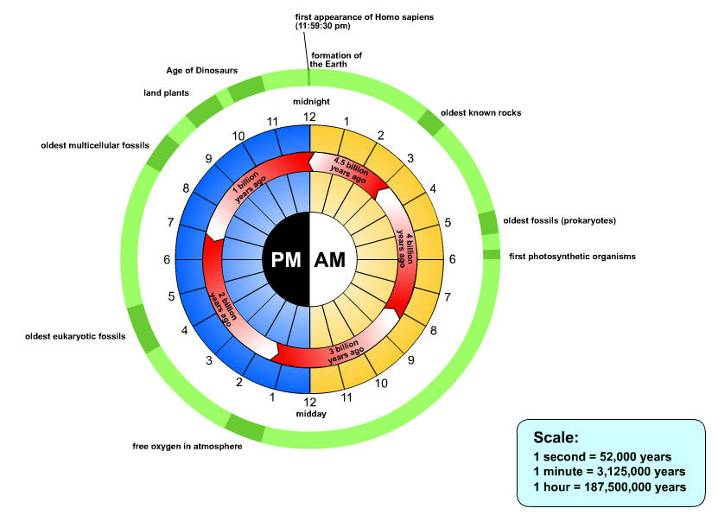 first appearance of Homo sapiens
(11:59:30 pm)
formation of
the Earth
Age of Dinosaurs
land plants
oldest multicellular fossils
oldest eukaryotic fossils
free oxygen in atmosphere
oldest known rocks
oldest fossils (prokaryotes)
first photosynthetic organisms
midnight
12
1
2
3
4
5
6
7
8
9
10
11
12
midday
1
2
3
4
5
6
7
8
9
10
11
4.5 billion
years ago
4 billion
years ago
3 billion
years ago
2 billion
years ago
1 billion
years ago
PM
AM
Scale:
1 second = 52,000 years
1 minute = 3,125,000 years
1 hour = 187,500,000 years